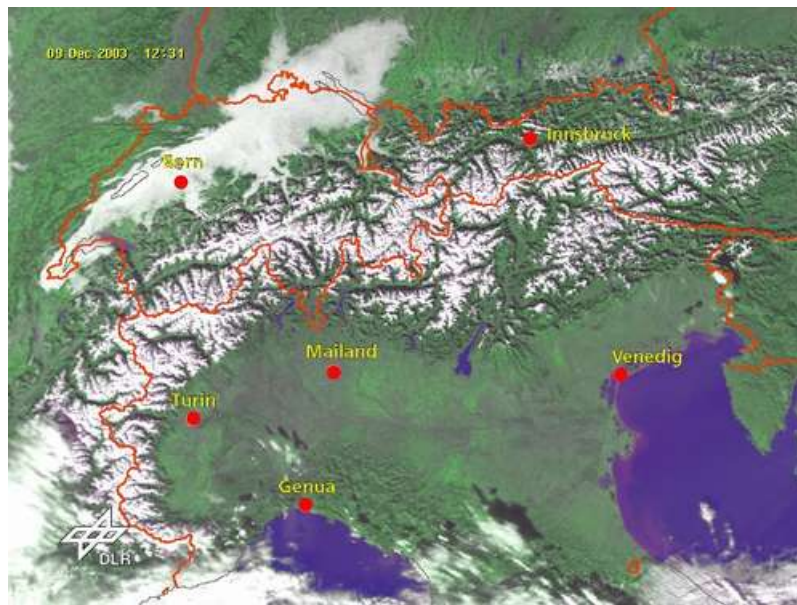 09 Dec 2003 12:31
Innsbruck
Bern
Mailand
Venedig
Turin
Genua
DLR